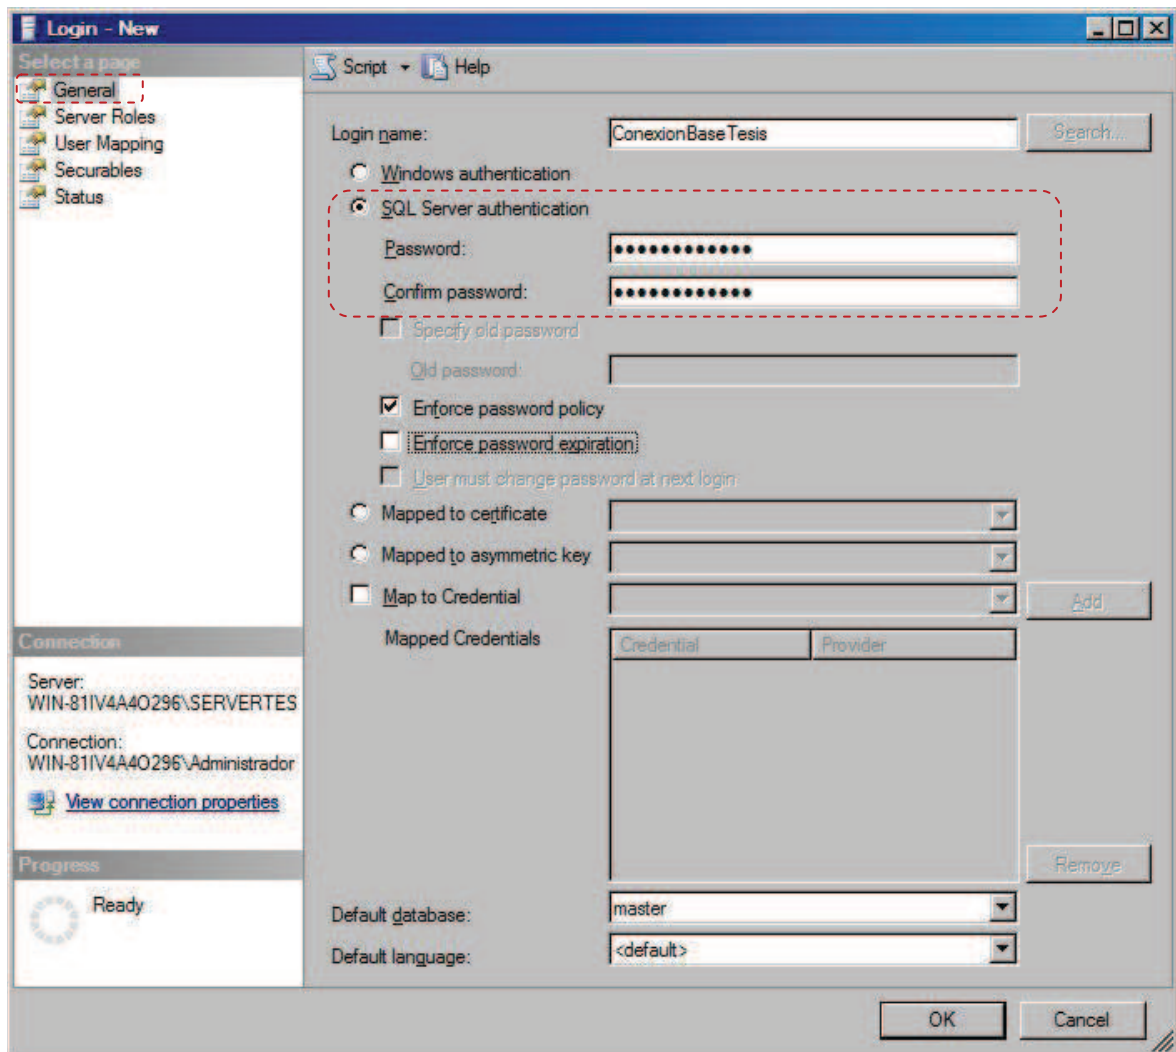 Login - New
Select a page
General
Server Roles
User Mapping
Securables
Status
Script Help
Login name: ConexionBaseTesis Search...
Windows authentication
SQL Server authentication
Password: ●●●●●●●●●●●●
Confirm password: ●●●●●●●●●●●●
Specify old password
Old password:
Enforce password policy
Enforce password expiration
User must change password at next login
Mapped to certificate
Mapped to asymmetric key
Map to Credential Add
Mapped Credentials Credential Provider
Remove
Default database: master
Default language: <default>
Connection
Server:
WIN-81IV4A4O296\SERVERTES
Connection:
WIN-81IV4A4O296\Administrador
View connection properties
Progress
Ready
OK Cancel